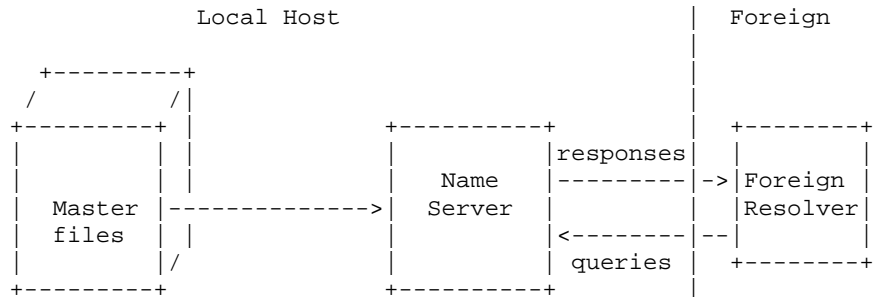 Local Host | Foreign
responses
Name Foreign
Master Server Resolver
files
queries